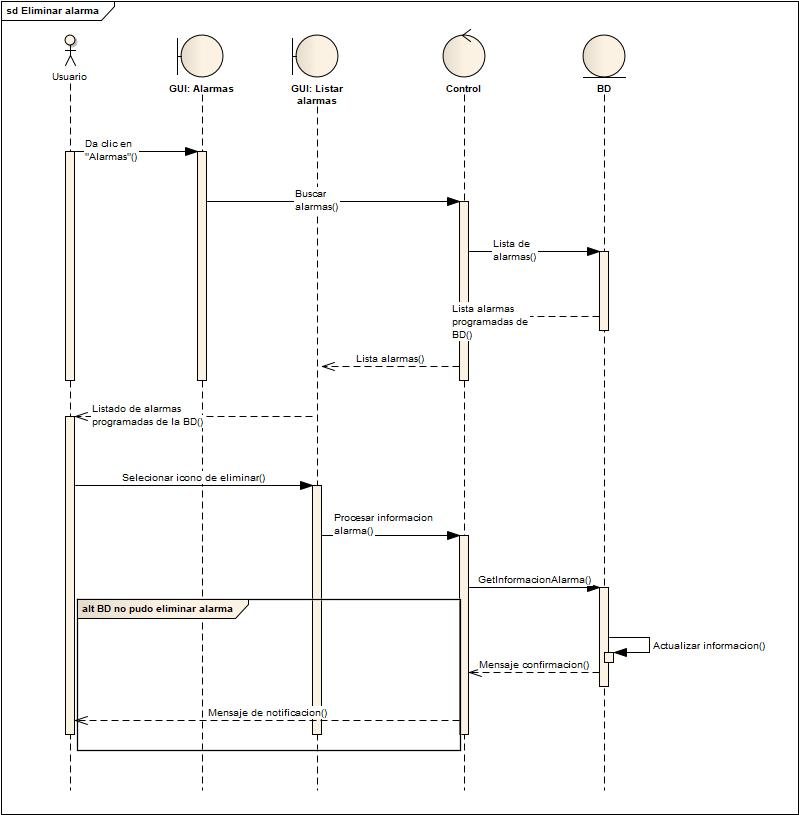 sd Eliminar alarma
Usuario
GUI: Alarmas
GUI: Listar
alarmas
Control
BD
Da clic en
"Alarmas"()
Buscar
alarmas()
Lista de
alarmas()
Lista alarmas
programadas de
BD()
Lista alarmas()
Listado de alarmas
programadas de la BD()
Selecionar icono de eliminar()
Procesar informacion
alarma()
GetInformacionAlarma()
alt BD no pudo eliminar alarma
Actualizar informacion()
Mensaje confirmacion()
Mensaje de notificacion()